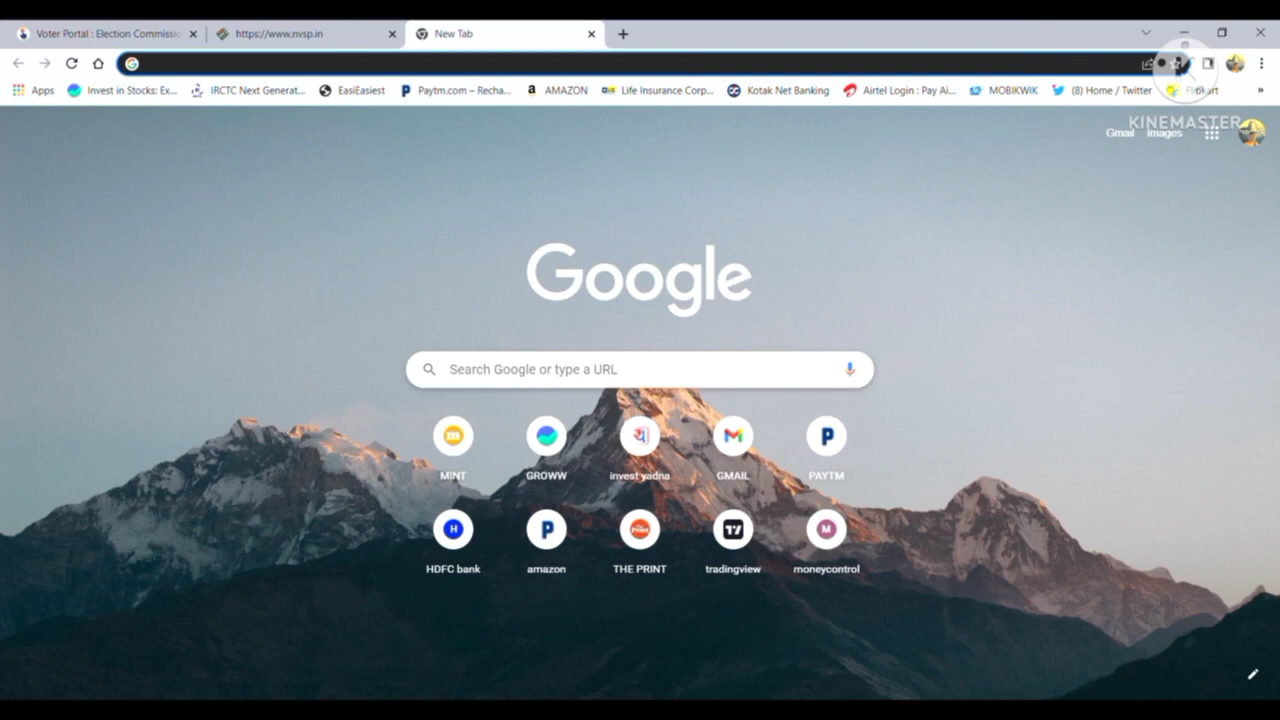 Voter Portal : Election Commissi
https://www.nvsp.in
New Tab
Apps
Invest in Stocks: Ex...
IRCTC Next Generat...
EasiEasiest
Paytm.com – Recha...
AMAZON
Life Insurance Corp...
Kotak Net Banking
Airtel Login : Pay Ai...
MOBIKWIK
(8) Home / Twitter
Flipkart
KINEMASTER
Gmail
Images
Google
Search Google or type a URL
MINT
GROWW
invest yadna
GMAIL
PAYTM
HDFC bank
amazon
THE PRINT
tradingview
moneycontrol